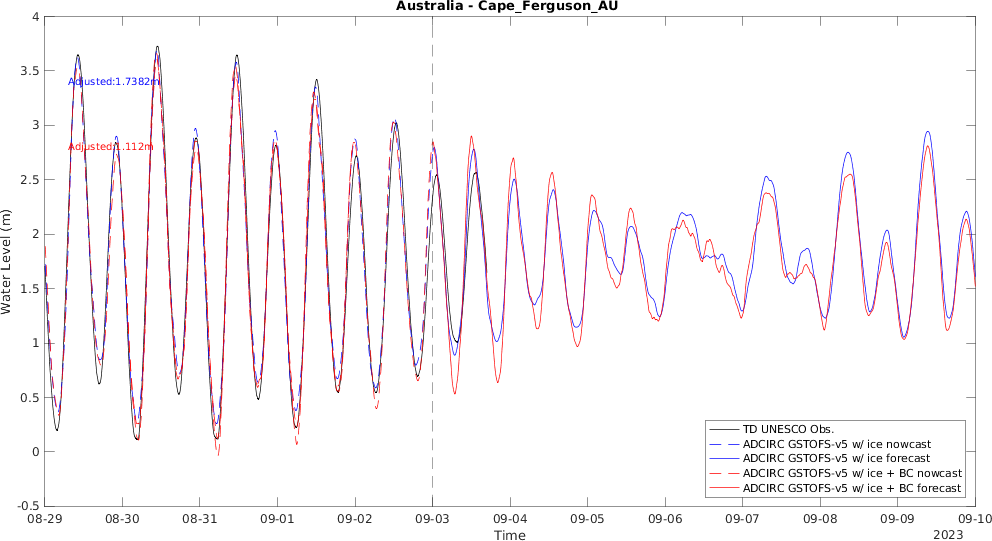 Australia - Cape_Ferguson_AU
4
3.5
3
2.5
2
1.5
1
0.5
0
-0.5
Water Level (m)
Adjusted:1.7382m
Adjusted:1.112m
TD UNESCO Obs.
ADCIRC GSTOFS-v5 w/ ice nowcast
ADCIRC GSTOFS-v5 w/ ice forecast
ADCIRC GSTOFS-v5 w/ ice + BC nowcast
ADCIRC GSTOFS-v5 w/ ice + BC forecast
08-29 08-30 08-31 09-01 09-02 09-03 09-04 09-05 09-06 09-07 09-08 09-09 09-10
Time
2023